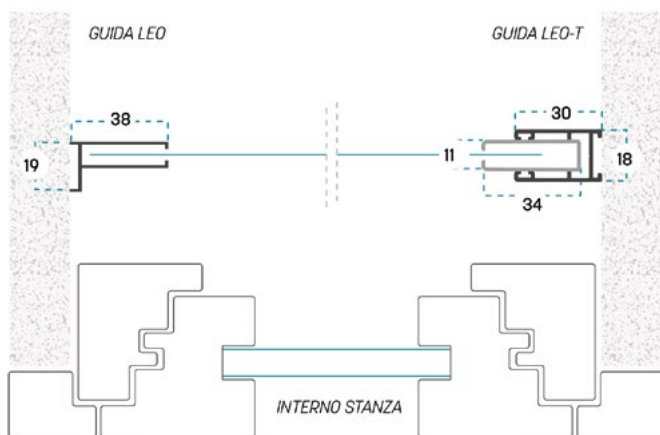 GUIDA LEO
GUIDA LEO-T
38
30
19
11
18
34
INTERNO STANZA